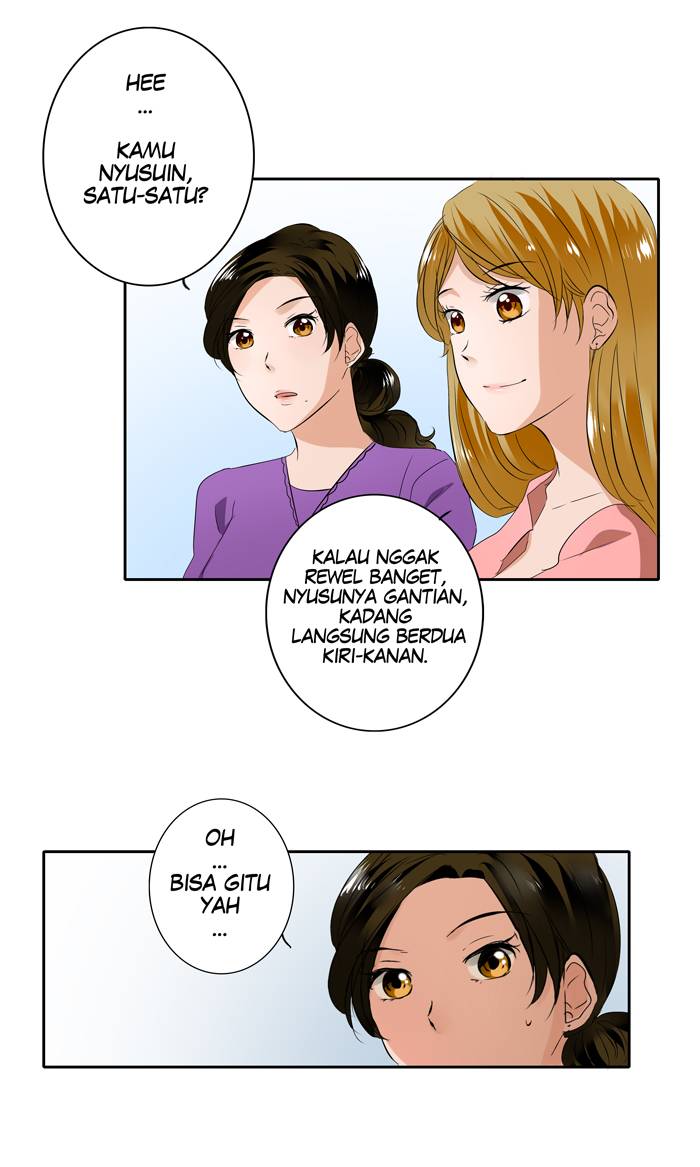 HEE
...
KAMU
NYUSUIN,
SATU-SATU?
KALAU NGGAK
REWEL BANGET,
NYUSUNYA GANTIAN,
KADANG
LANGSUNG BERDUA
KIRI-KANAN.
OH
...
BISA GITU
YAH
...